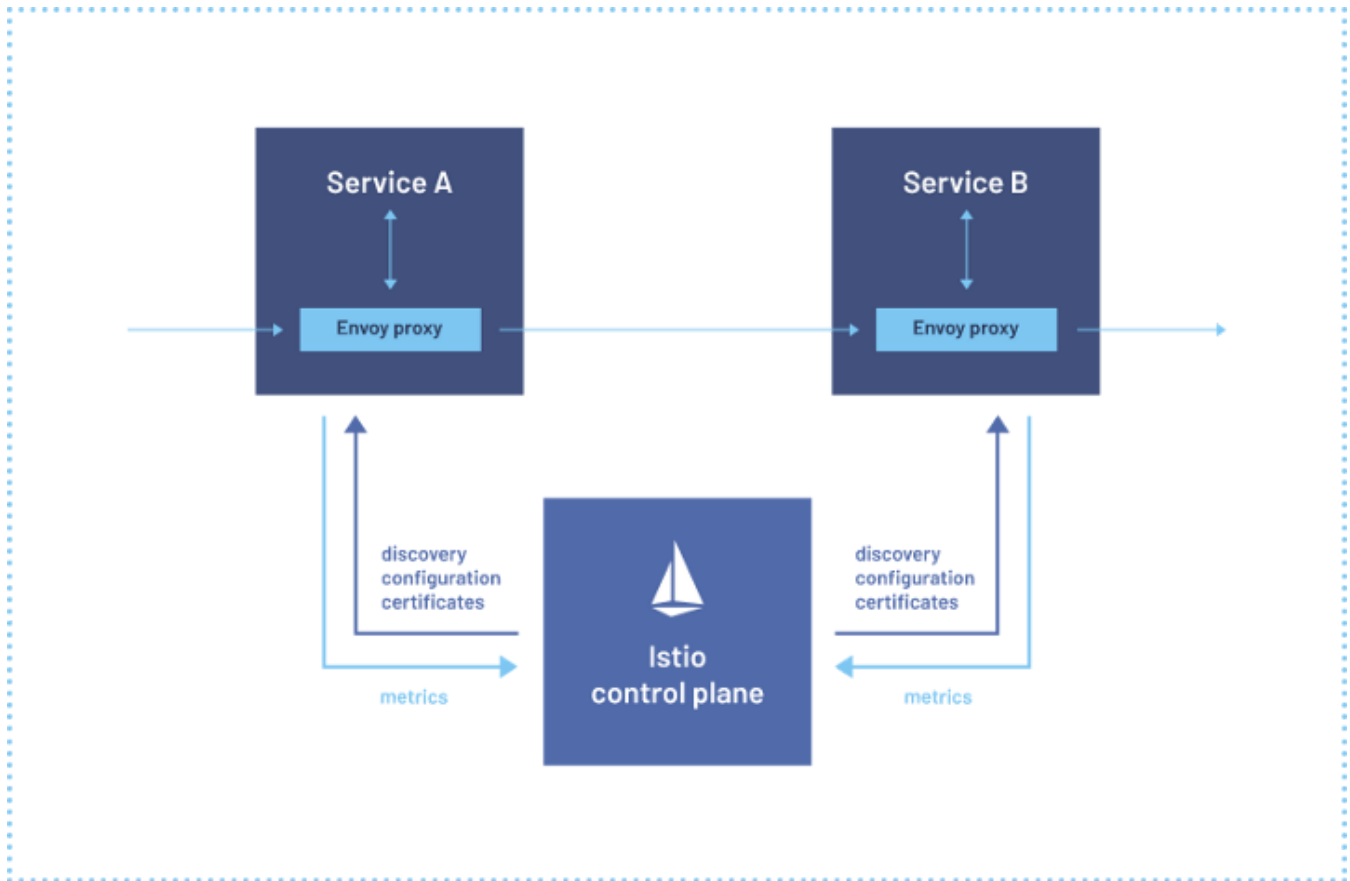 Service A
Envoy proxy
Service B
Envoy proxy
discovery
configuration
certificates
metrics
Istio
control plane
discovery
configuration
certificates
metrics